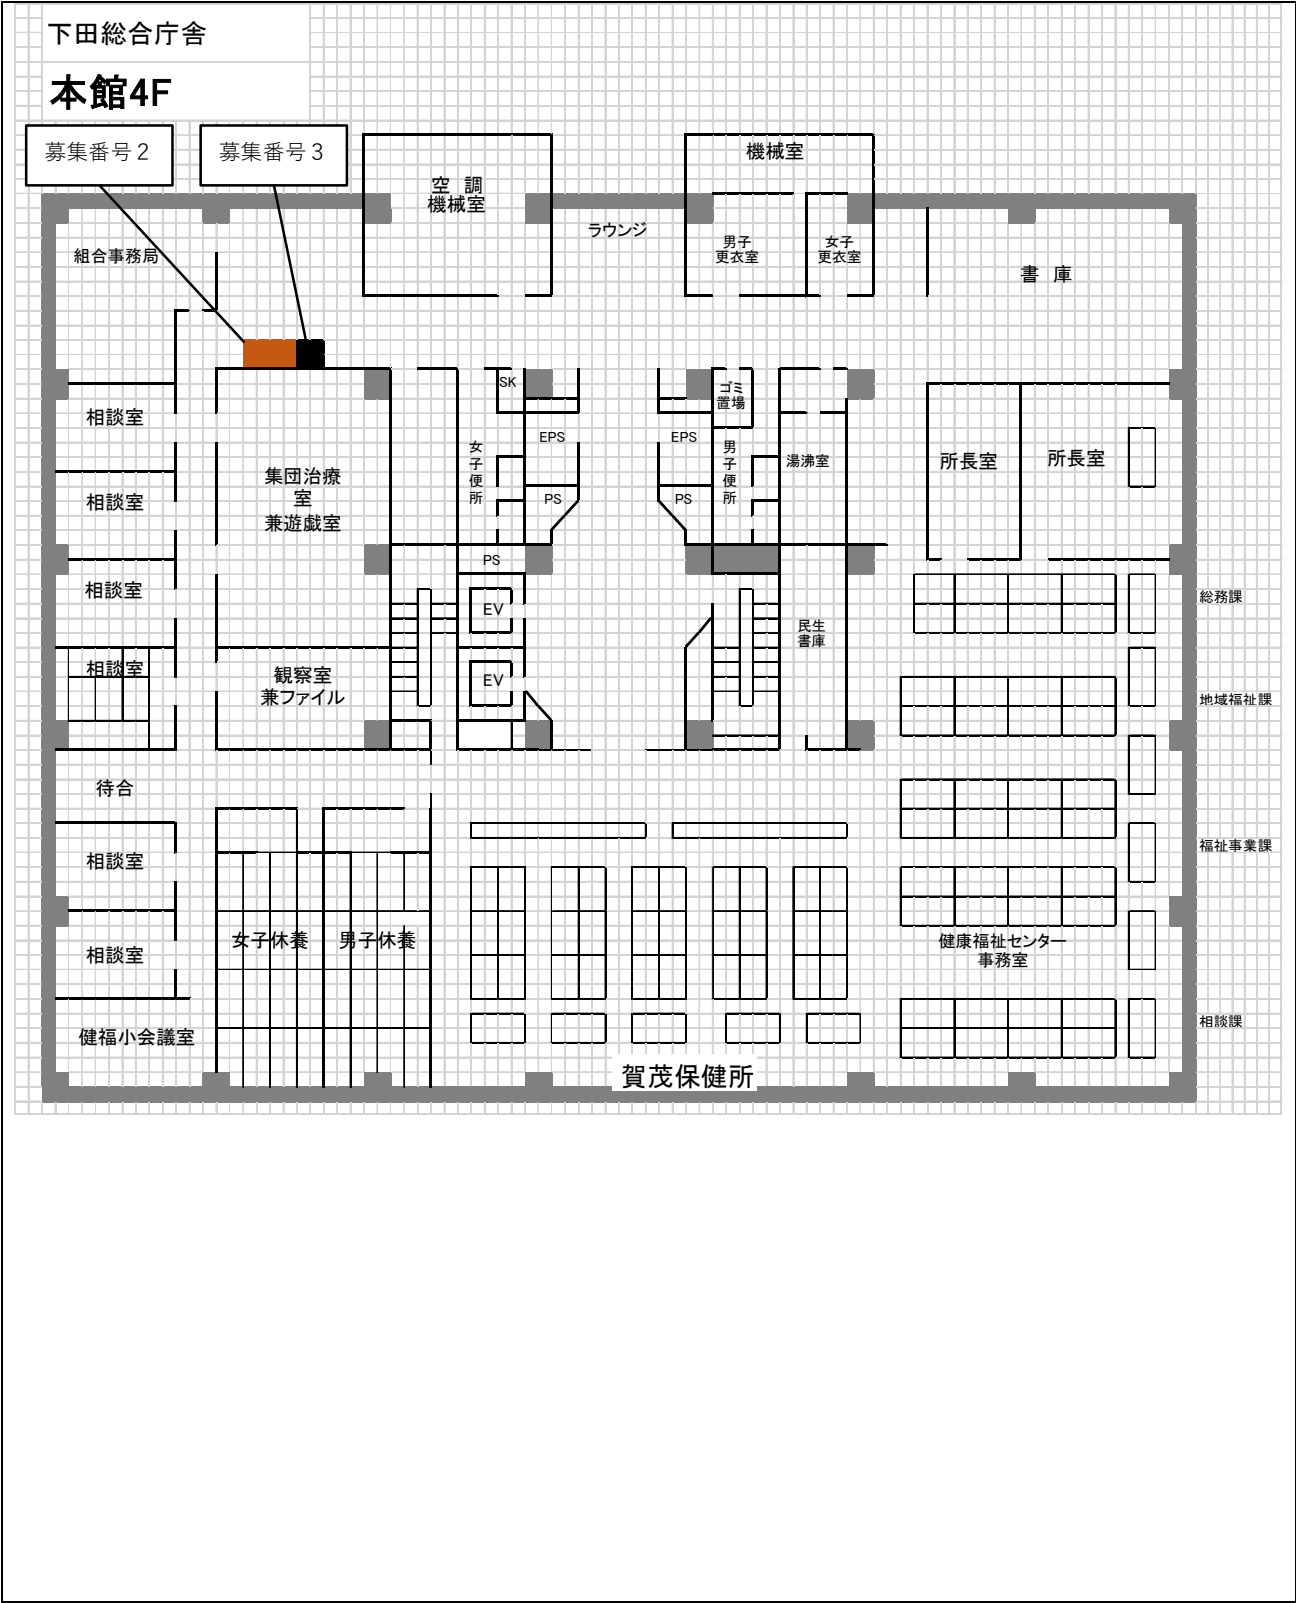 下田総合庁舎
本館4F
募集番号２
募集番号３
空　調
機械室
機械室
ラウンジ
男子
更衣室
女子
更衣室
組合事務局
書　庫
SK
ゴミ
置場
相談室
EPS
EPS
女子便所
男子便所
湯沸室
所長室
所長室
集団治療
室
兼遊戯室
相談室
PS
PS
PS
相談室
EV
民生
書庫
総務課
相談室
観察室
兼ファイル
EV
地域福祉課
待合
相談室
福祉事業課
女子休養
男子休養
健康福祉センター
事務室
相談室
健福小会議室
相談課
賀茂保健所